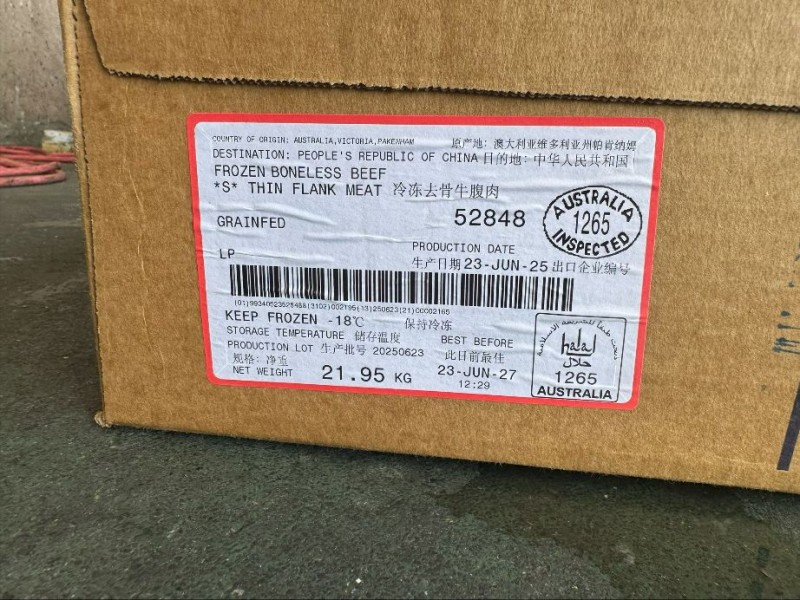 COUNTRY OF ORIGIN: AUSTRALIA,VICTORIA,PAKENHAM 原产地: 澳大利亚维多利亚州帕肯纳姆
DESTINATION: PEOPLE'S REPUBLIC OF CHINA 目的地: 中华人民共和国
FROZEN BONELESS BEEF
*S* THIN FLANK MEAT 冷冻去骨牛腹肉
GRAINFED 52848
AUSTRALIA
1265
INSPECTED
LP
PRODUCTION DATE
生产日期 23-JUN-25 出口企业编号
(3102)002195(13)250623(21)00002165
KEEP FROZEN -18℃ 保持冷冻
STORAGE TEMPERATURE 储存温度
BEST BEFORE
PRODUCTION LOT 生产批号 20250623
此日前最佳
规格: 净重
NET WEIGHT 21.95 KG
23-JUN-27
12:29
halal
حلال
1265
AUSTRALIA